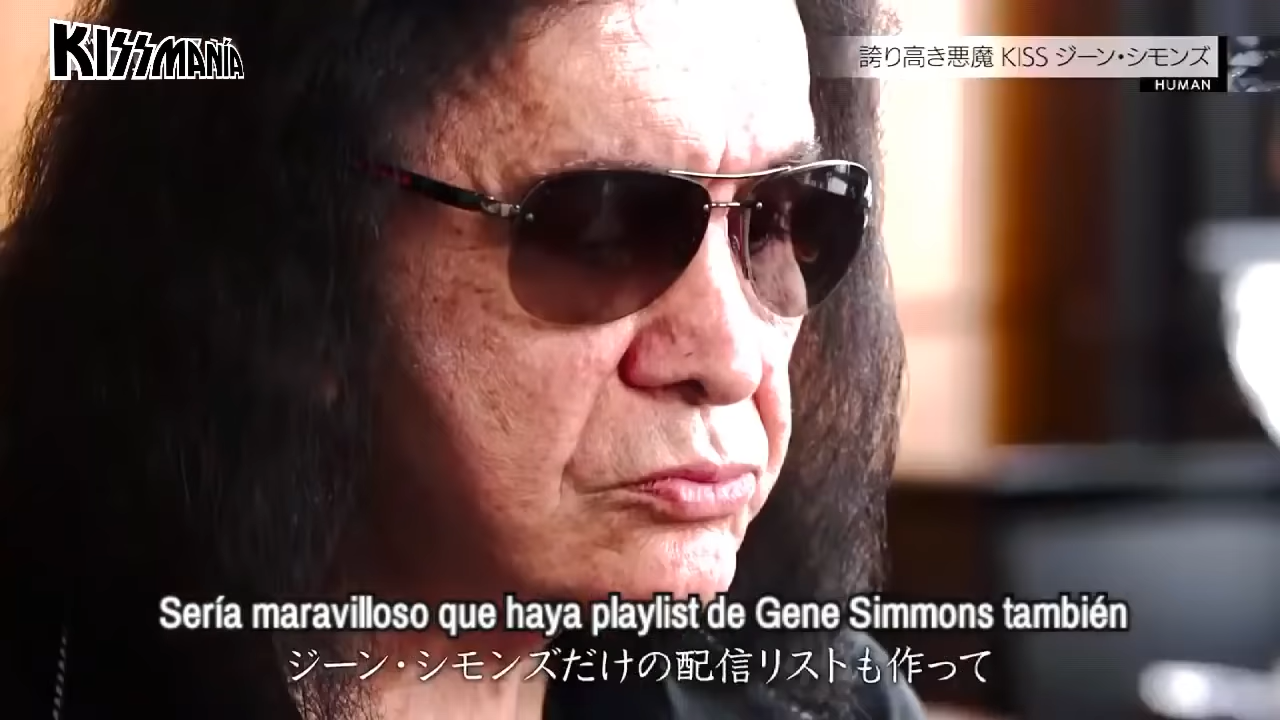 KISSMANÍA
誇り高き悪魔 KISS ジーン・シモンズ
HUMAN
Sería maravilloso que haya playlist de Gene Simmons también
ジーン・シモンズだけの配信リストも作って